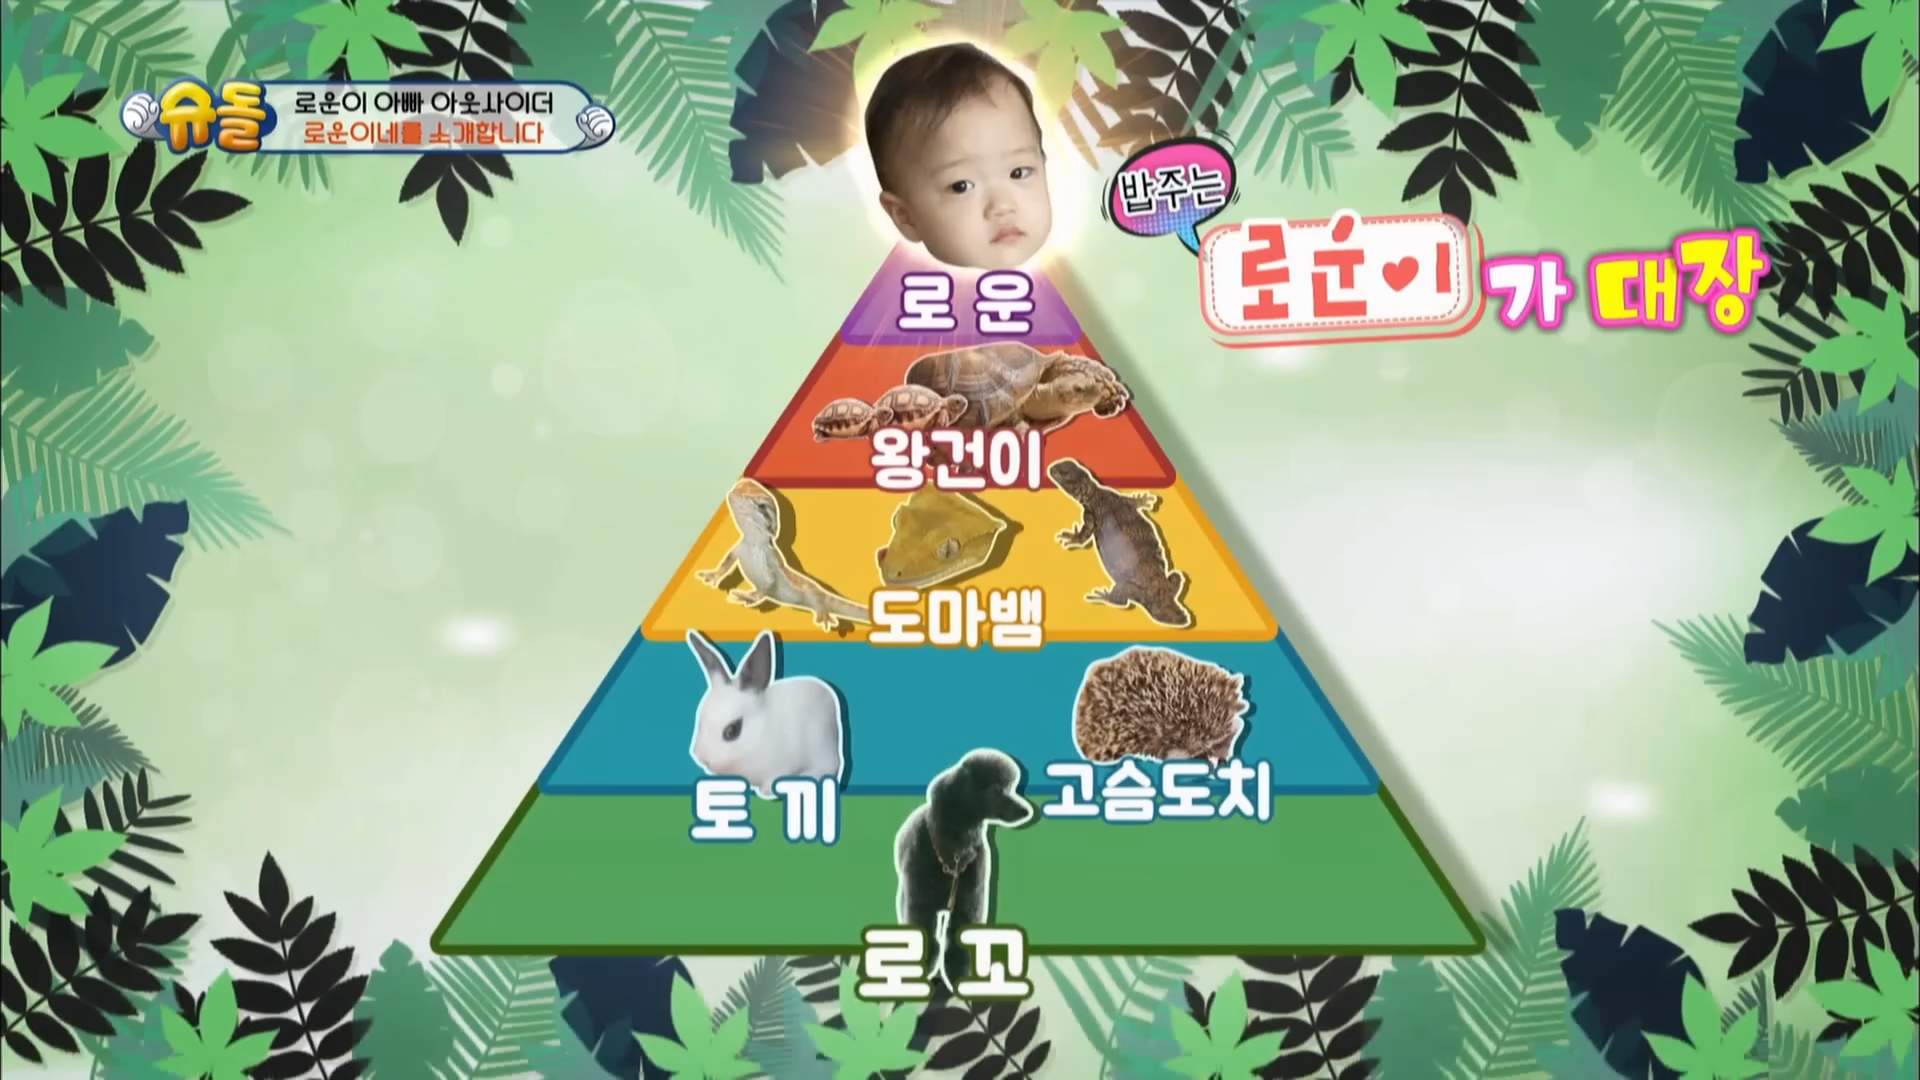 슈돌
로운이 아빠 아웃사이더
로운이네를 소개합니다
밥주는
로운이가 대장
로운
왕건이
도마뱀
토끼
고슴도치
로꼬